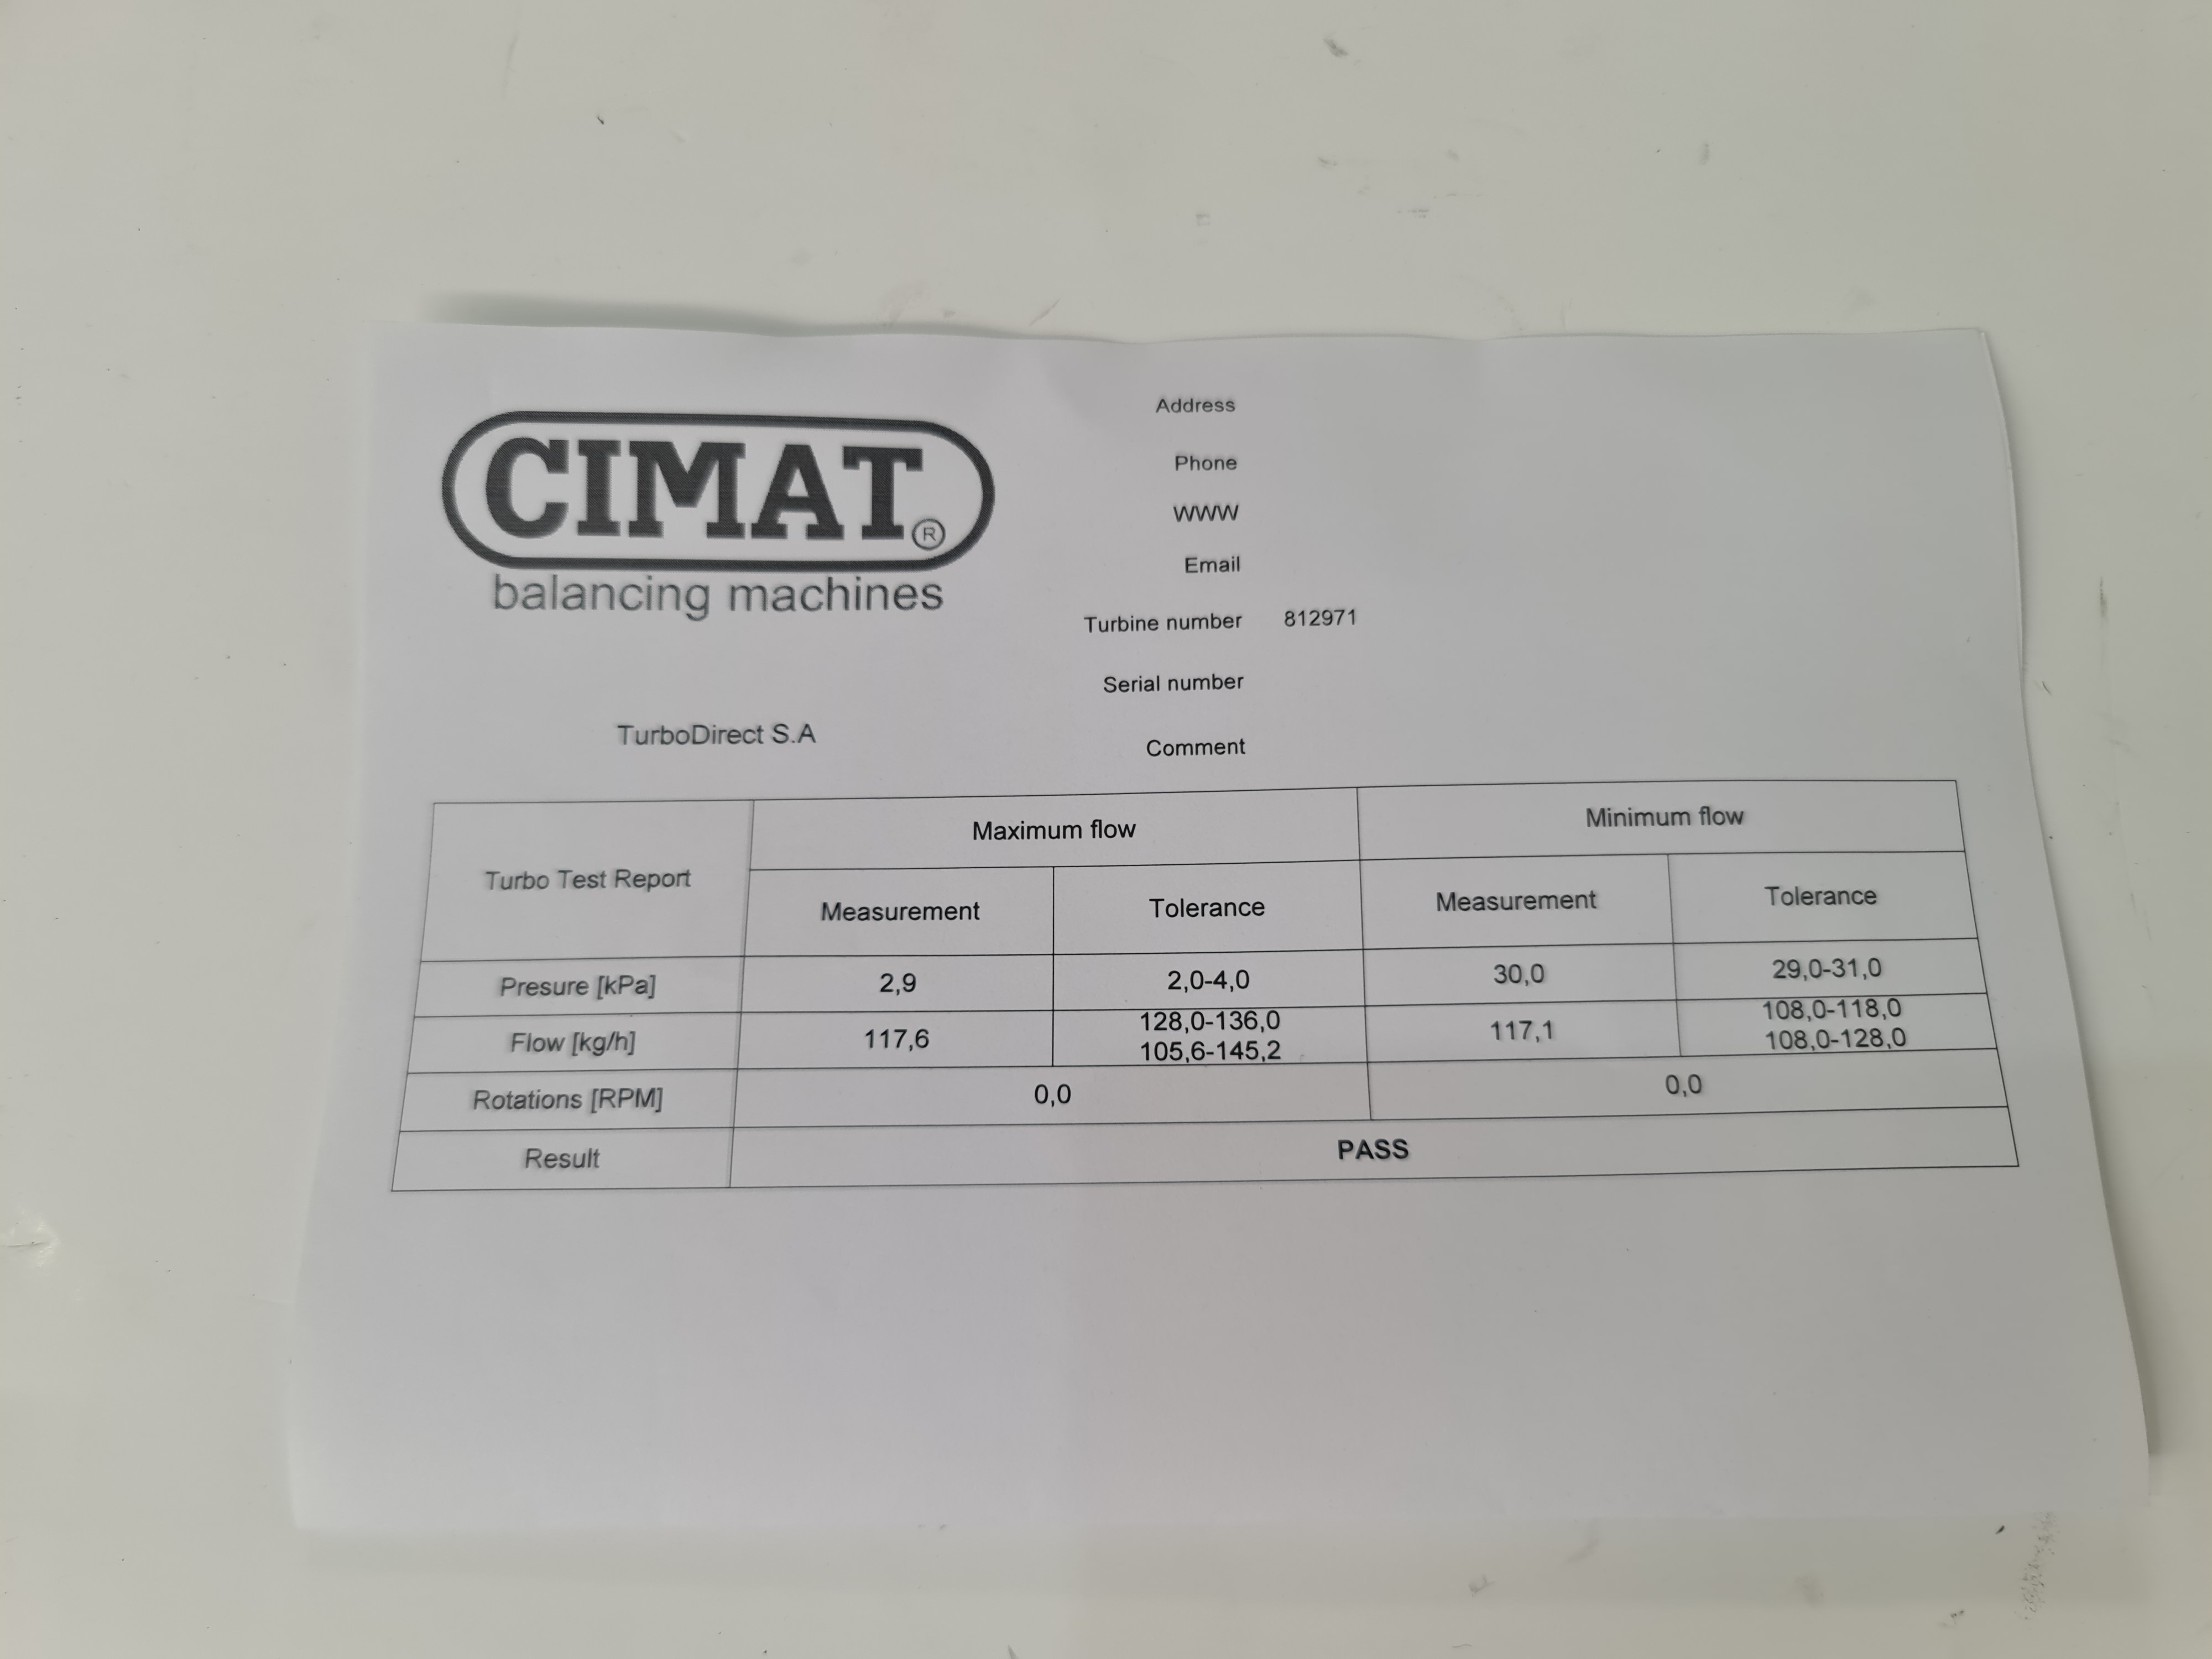 CIMAT®
balancing machines
TurboDirect S.A
Address
Phone
WWW
Email
Turbine number 812971
Serial number
Comment
Turbo Test Report Maximum flow Minimum flow
Measurement Tolerance Measurement Tolerance
Presure [kPa] 2,9 2,0-4,0 30,0 29,0-31,0
Flow [kg/h] 117,6 128,0-136,0 117,1 108,0-118,0
105,6-145,2 108,0-128,0
Rotations [RPM] 0,0 0,0
Result PASS